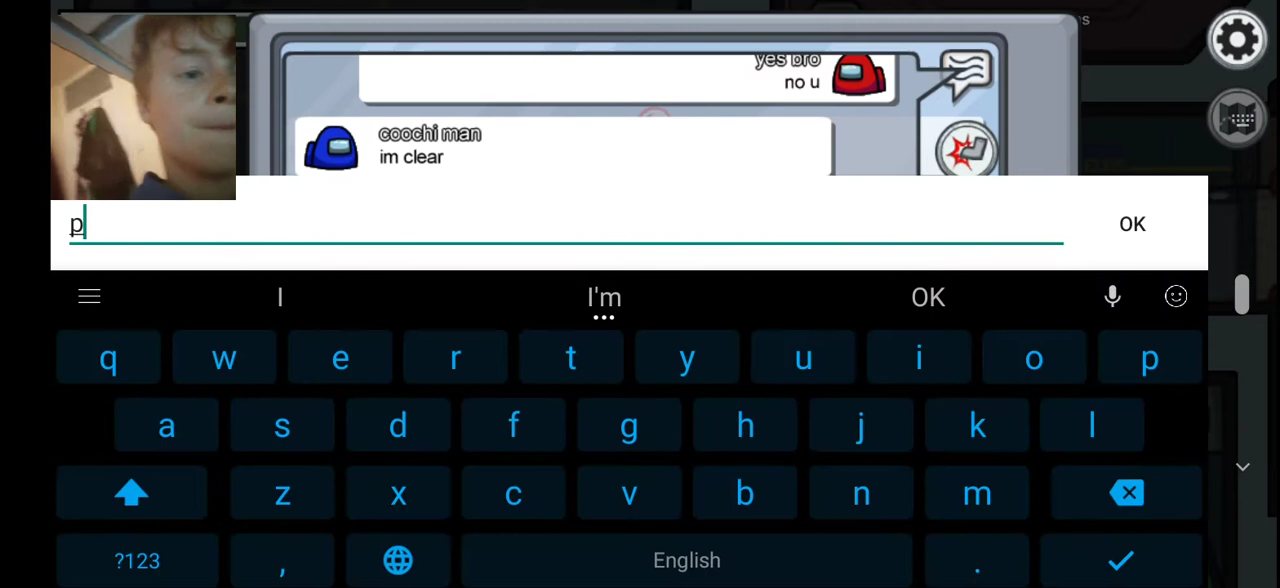 s
yes bro
no u
coochi man
im clear
p
OK
I
I'm
OK
q w e r t y u i o p
a s d f g h j k l
z x c v b n m
?123 , English .